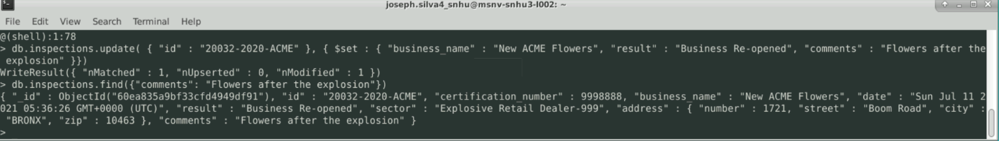 joseph.silva4_snhu@msnv-snhu3-l002: ~
File Edit View Search Terminal Help
@(shell):1:78
> db.inspections.update( { "id" : "20032-2020-ACME" }, { $set : { "business_name" : "New ACME Flowers", "result" : "Business Re-opened", "comments" : "Flowers after the
 explosion" }})
WriteResult({ "nMatched" : 1, "nUpserted" : 0, "nModified" : 1 })
> db.inspections.find({"comments": "Flowers after the explosion"})
{ "_id" : ObjectId("60ea835a9bf33cfd4949df91"), "id" : "20032-2020-ACME", "certification_number" : 9998888, "business_name" : "New ACME Flowers", "date" : "Sun Jul 11 2
021 05:36:26 GMT+0000 (UTC)", "result" : "Business Re-opened", "sector" : "Explosive Retail Dealer-999", "address" : { "number" : 1721, "street" : "Boom Road", "city" :
 "BRONX", "zip" : 10463 }, "comments" : "Flowers after the explosion" }
>